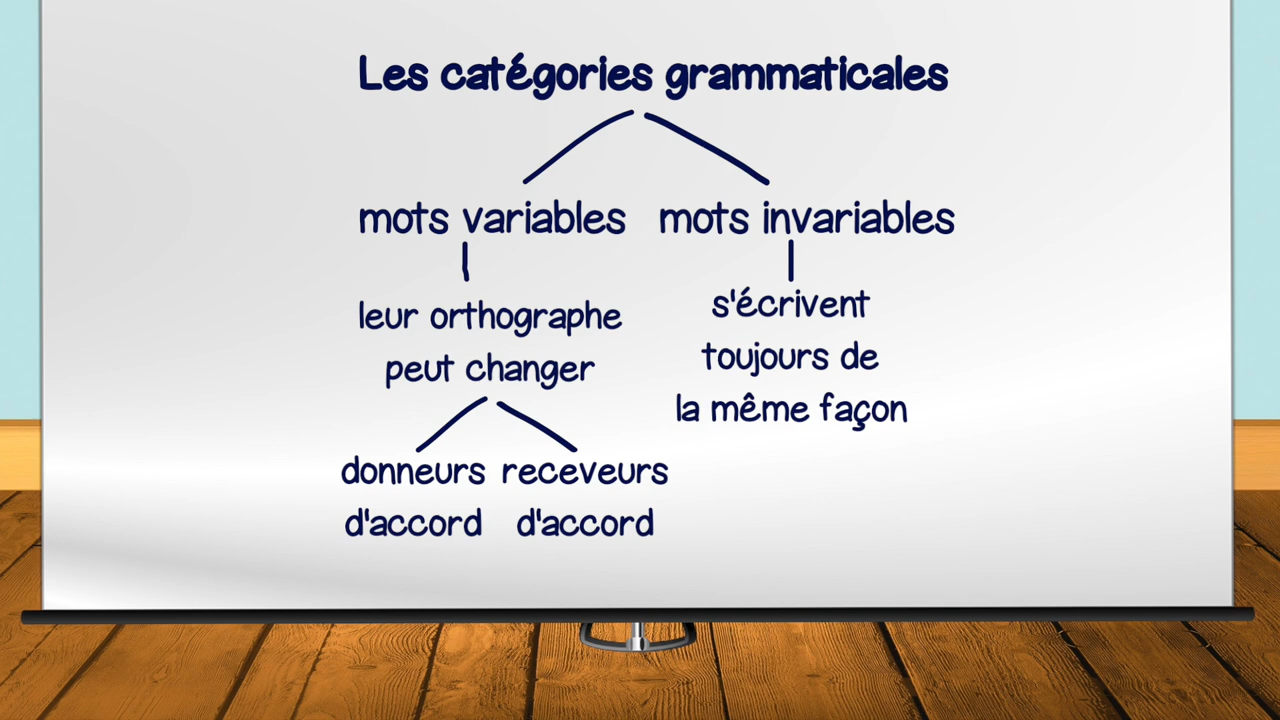 Les catégories grammaticales
mots variables mots invariables
leur orthographe
peut changer
s'écrivent
toujours de
la même façon
donneurs receveurs
d'accord d'accord